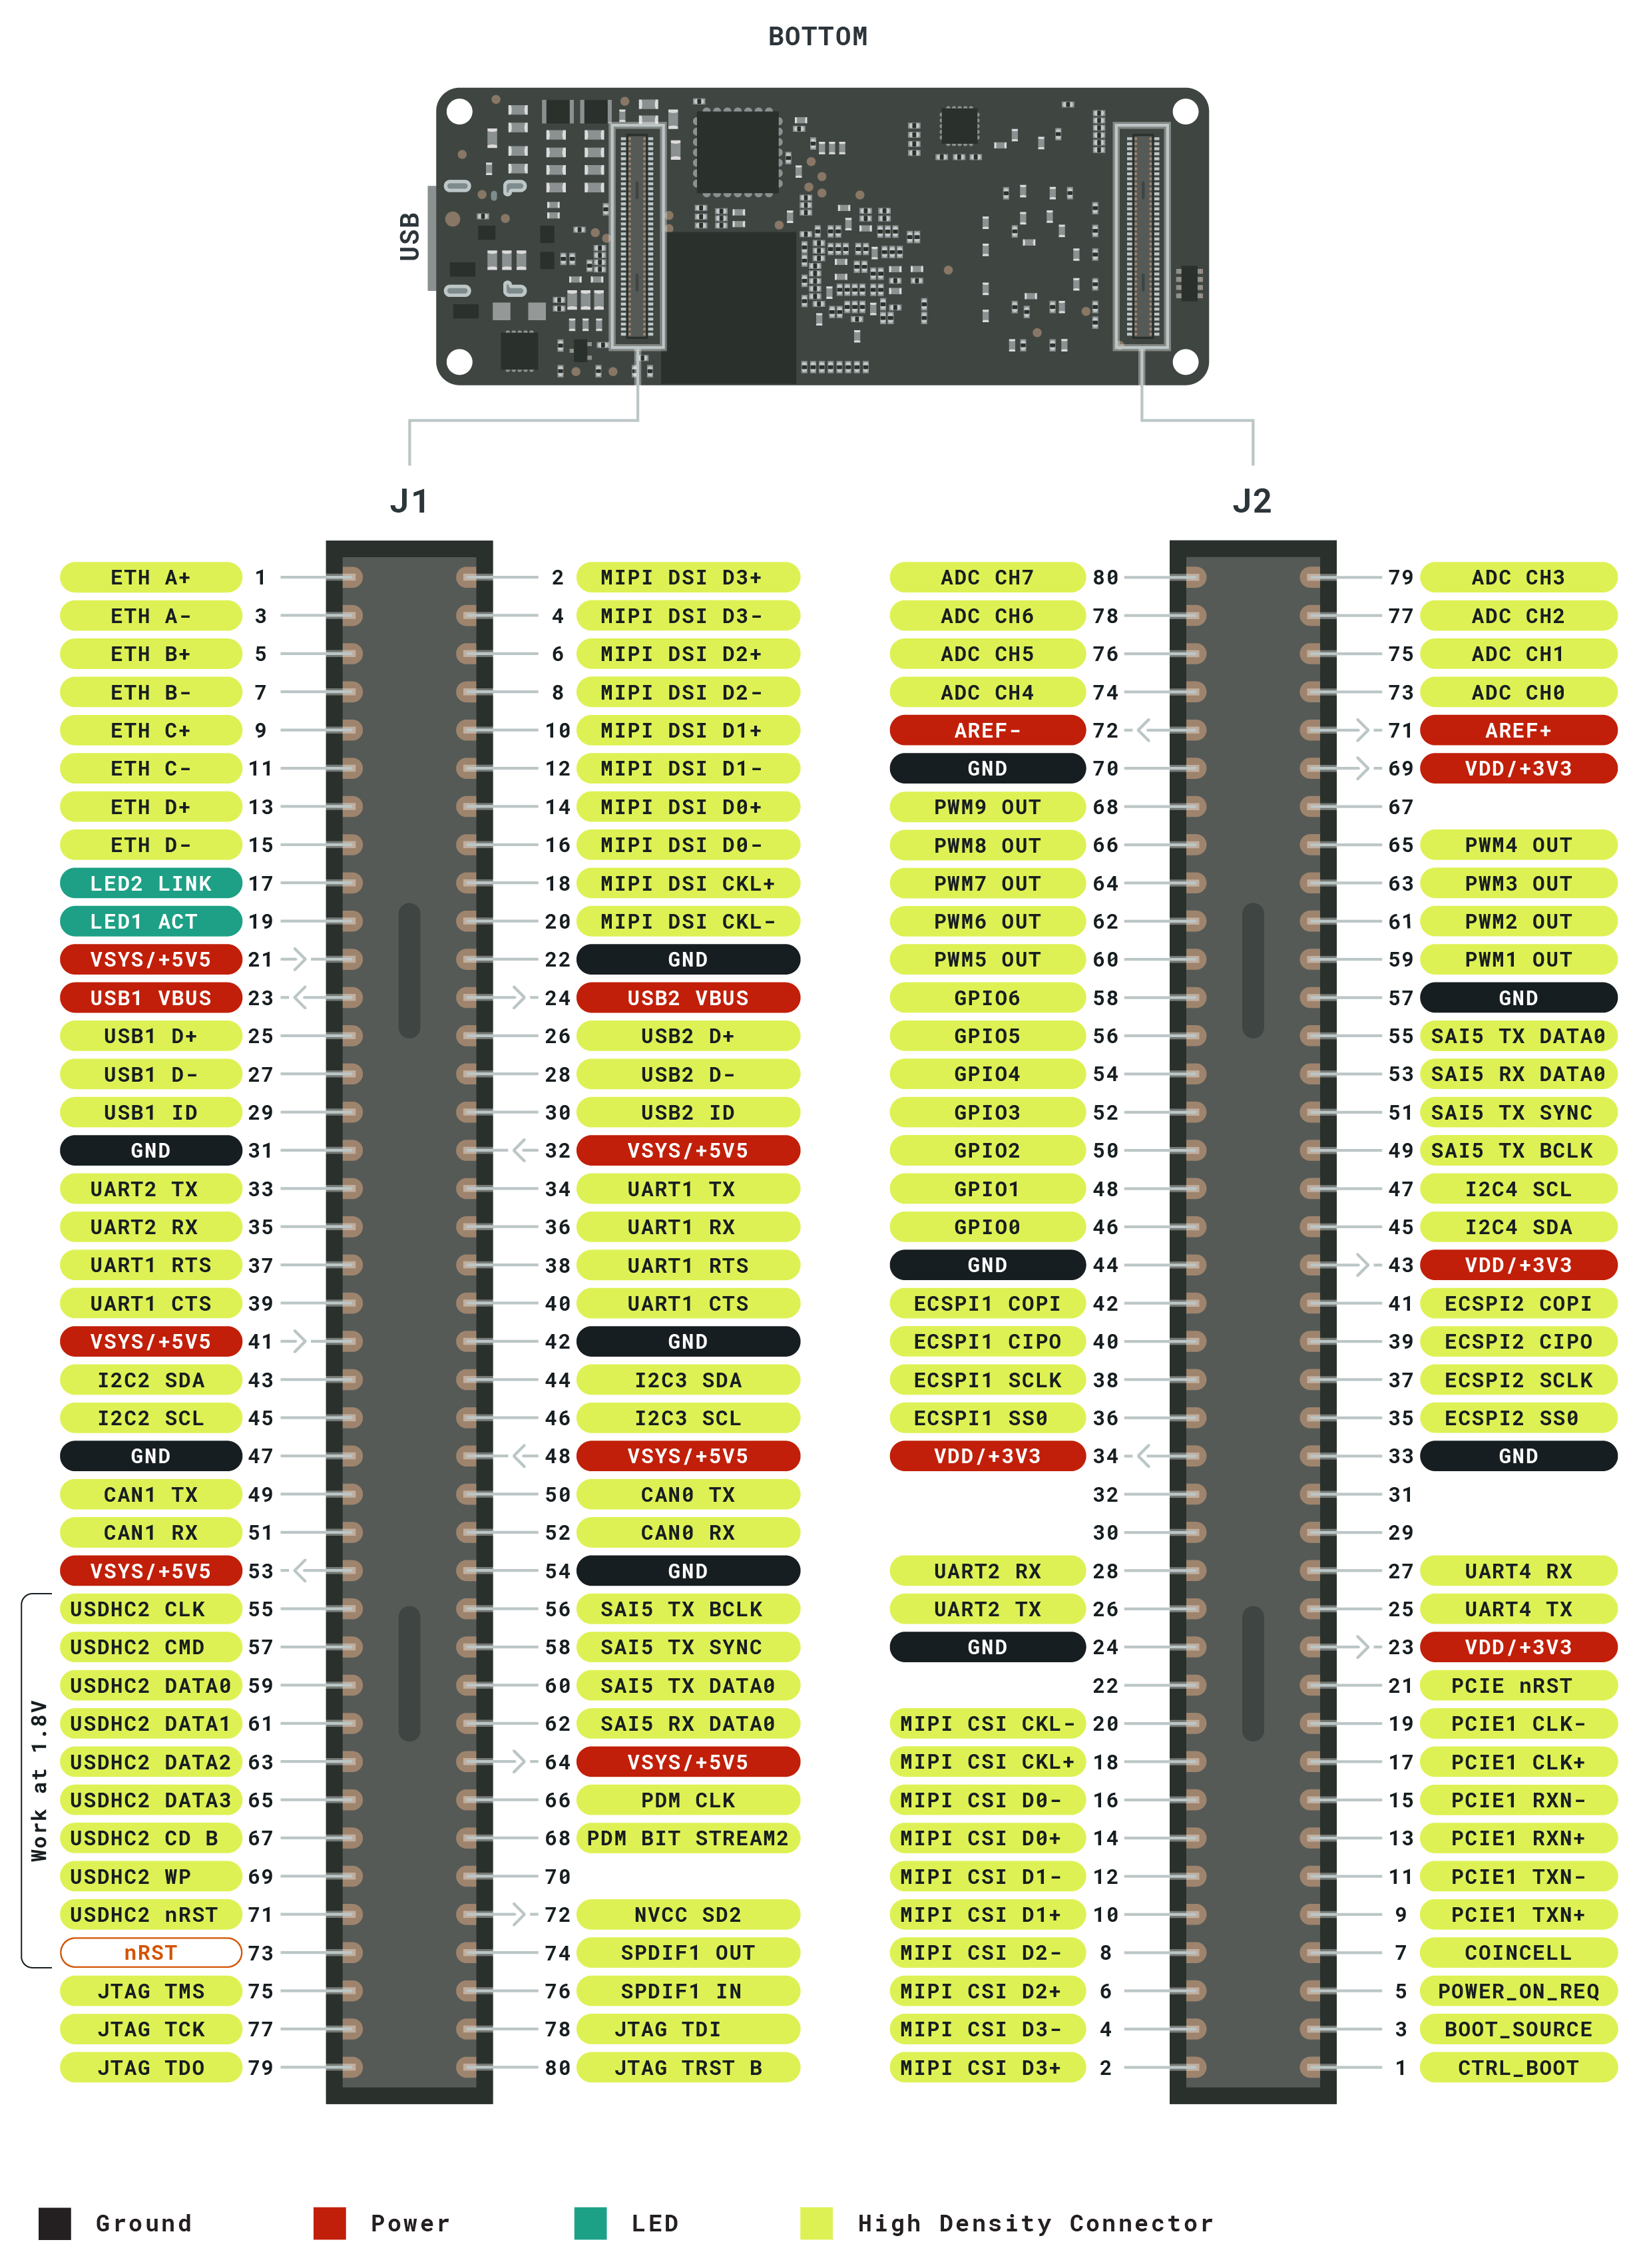 BOTTOM
USB
J1
J2
ETH A+ 1 2 MIPI DSI D3+ ADC CH7 80 79 ADC CH3
ETH A- 3 4 MIPI DSI D3- ADC CH6 78 77 ADC CH2
ETH B+ 5 6 MIPI DSI D2+ ADC CH5 76 75 ADC CH1
ETH B- 7 8 MIPI DSI D2- ADC CH4 74 73 ADC CH0
ETH C+ 9 10 MIPI DSI D1+ AREF- 72 71 AREF+
ETH C- 11 12 MIPI DSI D1- GND 70 69 VDD/+3V3
ETH D+ 13 14 MIPI DSI D0+ PWM9 OUT 68 67
ETH D- 15 16 MIPI DSI D0- PWM8 OUT 66 65 PWM4 OUT
LED2 LINK 17 18 MIPI DSI CKL+ PWM7 OUT 64 63 PWM3 OUT
LED1 ACT 19 20 MIPI DSI CKL- PWM6 OUT 62 61 PWM2 OUT
VSYS/+5V5 21 22 GND PWM5 OUT 60 59 PWM1 OUT
USB1 VBUS 23 24 USB2 VBUS GPIO6 58 57 GND
USB1 D+ 25 26 USB2 D+ GPIO5 56 55 SAI5 TX DATA0
USB1 D- 27 28 USB2 D- GPIO4 54 53 SAI5 RX DATA0
USB1 ID 29 30 USB2 ID GPIO3 52 51 SAI5 TX SYNC
GND 31 32 VSYS/+5V5 GPIO2 50 49 SAI5 TX BCLK
UART2 TX 33 34 UART1 TX GPIO1 48 47 I2C4 SCL
UART2 RX 35 36 UART1 RX GPIO0 46 45 I2C4 SDA
UART1 RTS 37 38 UART1 RTS GND 44 43 VDD/+3V3
UART1 CTS 39 40 UART1 CTS ECSPI1 COPI 42 41 ECSPI2 COPI
VSYS/+5V5 41 42 GND ECSPI1 CIPO 40 39 ECSPI2 CIPO
I2C2 SDA 43 44 I2C3 SDA ECSPI1 SCLK 38 37 ECSPI2 SCLK
I2C2 SCL 45 46 I2C3 SCL ECSPI1 SS0 36 35 ECSPI2 SS0
GND 47 48 VSYS/+5V5 VDD/+3V3 34 33 GND
CAN1 TX 49 50 CAN0 TX 32 31
CAN1 RX 51 52 CAN0 RX 30 29
VSYS/+5V5 53 54 GND UART2 RX 28 27 UART4 RX
USDHC2 CLK 55 56 SAI5 TX BCLK UART2 TX 26 25 UART4 TX
USDHC2 CMD 57 58 SAI5 TX SYNC GND 24 23 VDD/+3V3
USDHC2 DATA0 59 60 SAI5 TX DATA0 22 21 PCIE nRST
USDHC2 DATA1 61 62 SAI5 RX DATA0 MIPI CSI CKL- 20 19 PCIE1 CLK-
USDHC2 DATA2 63 64 VSYS/+5V5 MIPI CSI CKL+ 18 17 PCIE1 CLK+
USDHC2 DATA3 65 66 PDM CLK MIPI CSI D0- 16 15 PCIE1 RXN-
USDHC2 CD B 67 68 PDM BIT STREAM2 MIPI CSI D0+ 14 13 PCIE1 RXN+
USDHC2 WP 69 70 MIPI CSI D1- 12 11 PCIE1 TXN-
USDHC2 nRST 71 72 NVCC SD2 MIPI CSI D1+ 10 9 PCIE1 TXN+
nRST 73 74 SPDIF1 OUT MIPI CSI D2- 8 7 COINCELL
JTAG TMS 75 76 SPDIF1 IN MIPI CSI D2+ 6 5 POWER_ON_REQ
JTAG TCK 77 78 JTAG TDI MIPI CSI D3- 4 3 BOOT_SOURCE
JTAG TDO 79 80 JTAG TRST B MIPI CSI D3+ 2 1 CTRL_BOOT
Work at 1.8V
Ground
Power
LED
High Density Connector